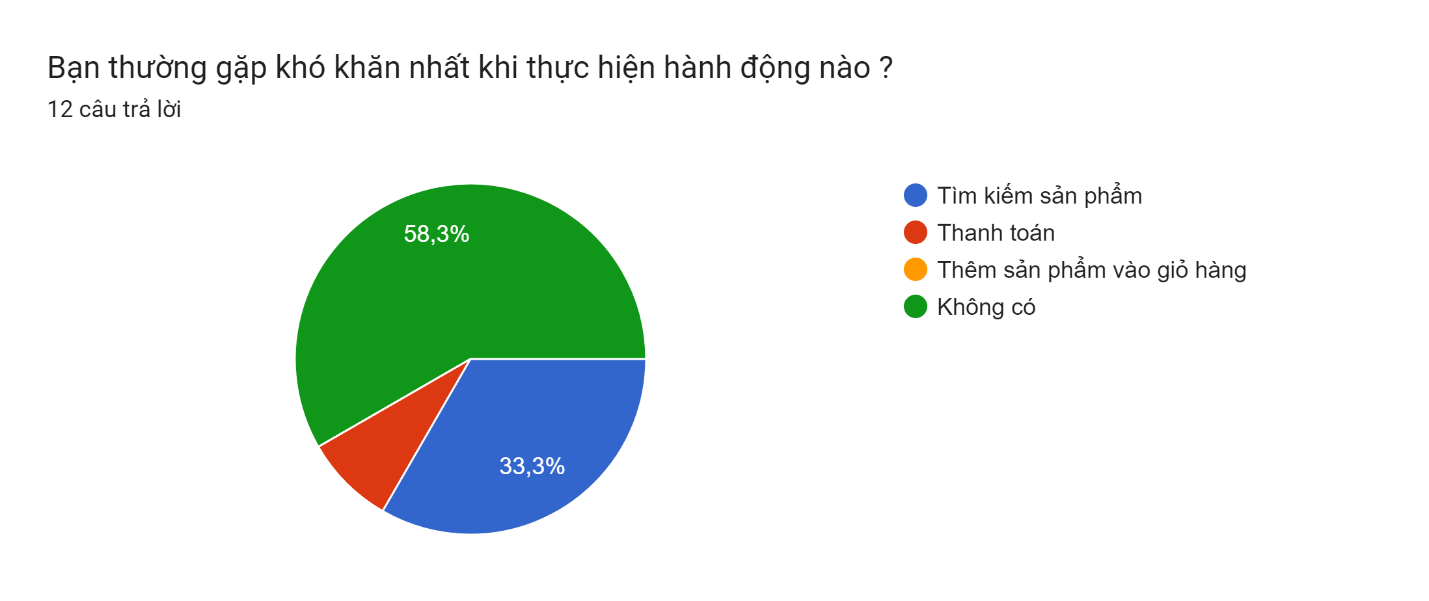 Bạn thường gặp khó khăn nhất khi thực hiện hành động nào ?
12 câu trả lời
58,3%
33,3%
Tìm kiếm sản phẩm
Thanh toán
Thêm sản phẩm vào giỏ hàng
Không có